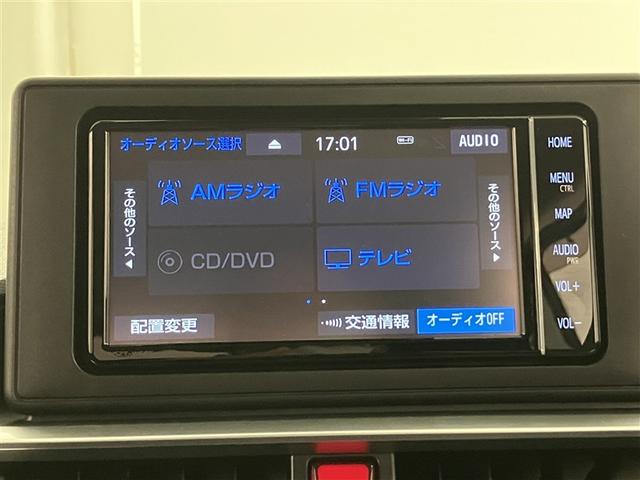 オーディオソース選択
17:01
Wi-Fi
AUDIO
HOME
MENU
CTRL
MAP
AUDIO
PWR
VOL+
VOL-
その他のソース
AMラジオ
FMラジオ
その他のソース
CD/DVD
テレビ
配置変更
交通情報
オーディオOFF